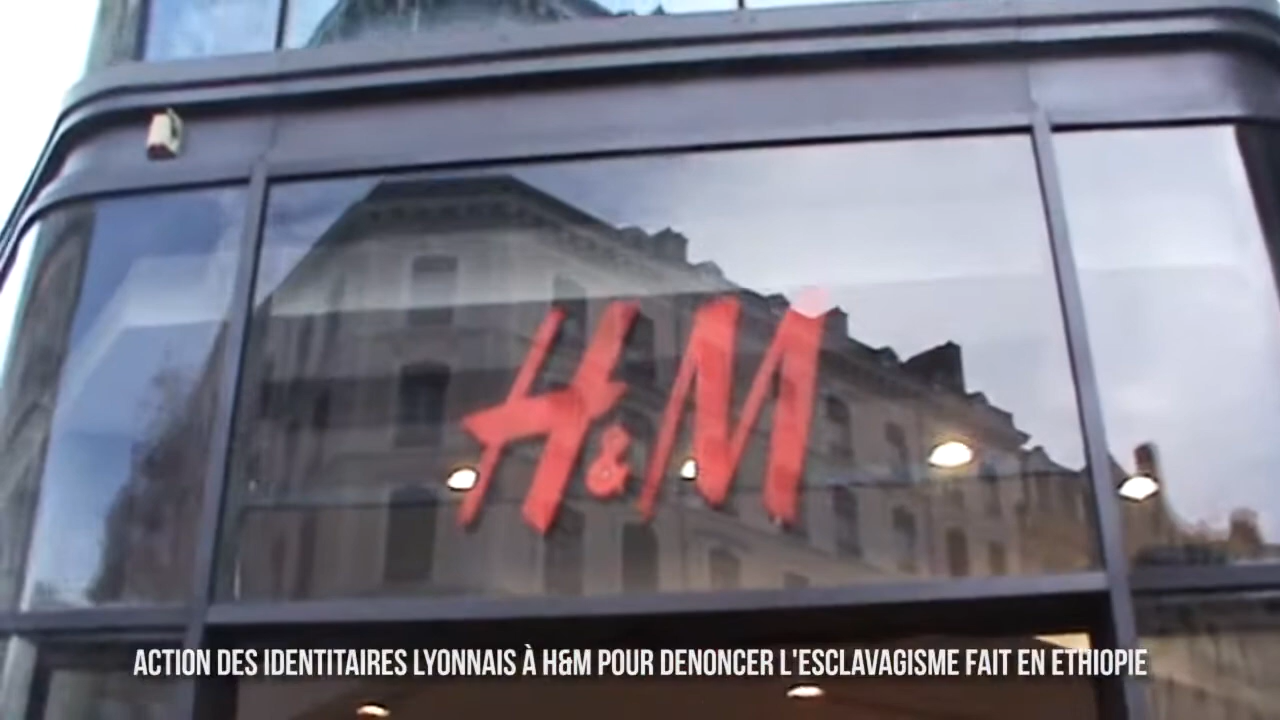 H&M
ACTION DES IDENTITAIRES LYONNAIS À H&M POUR DENONCER L'ESCLAVAGISME FAIT EN ETHIOPIE